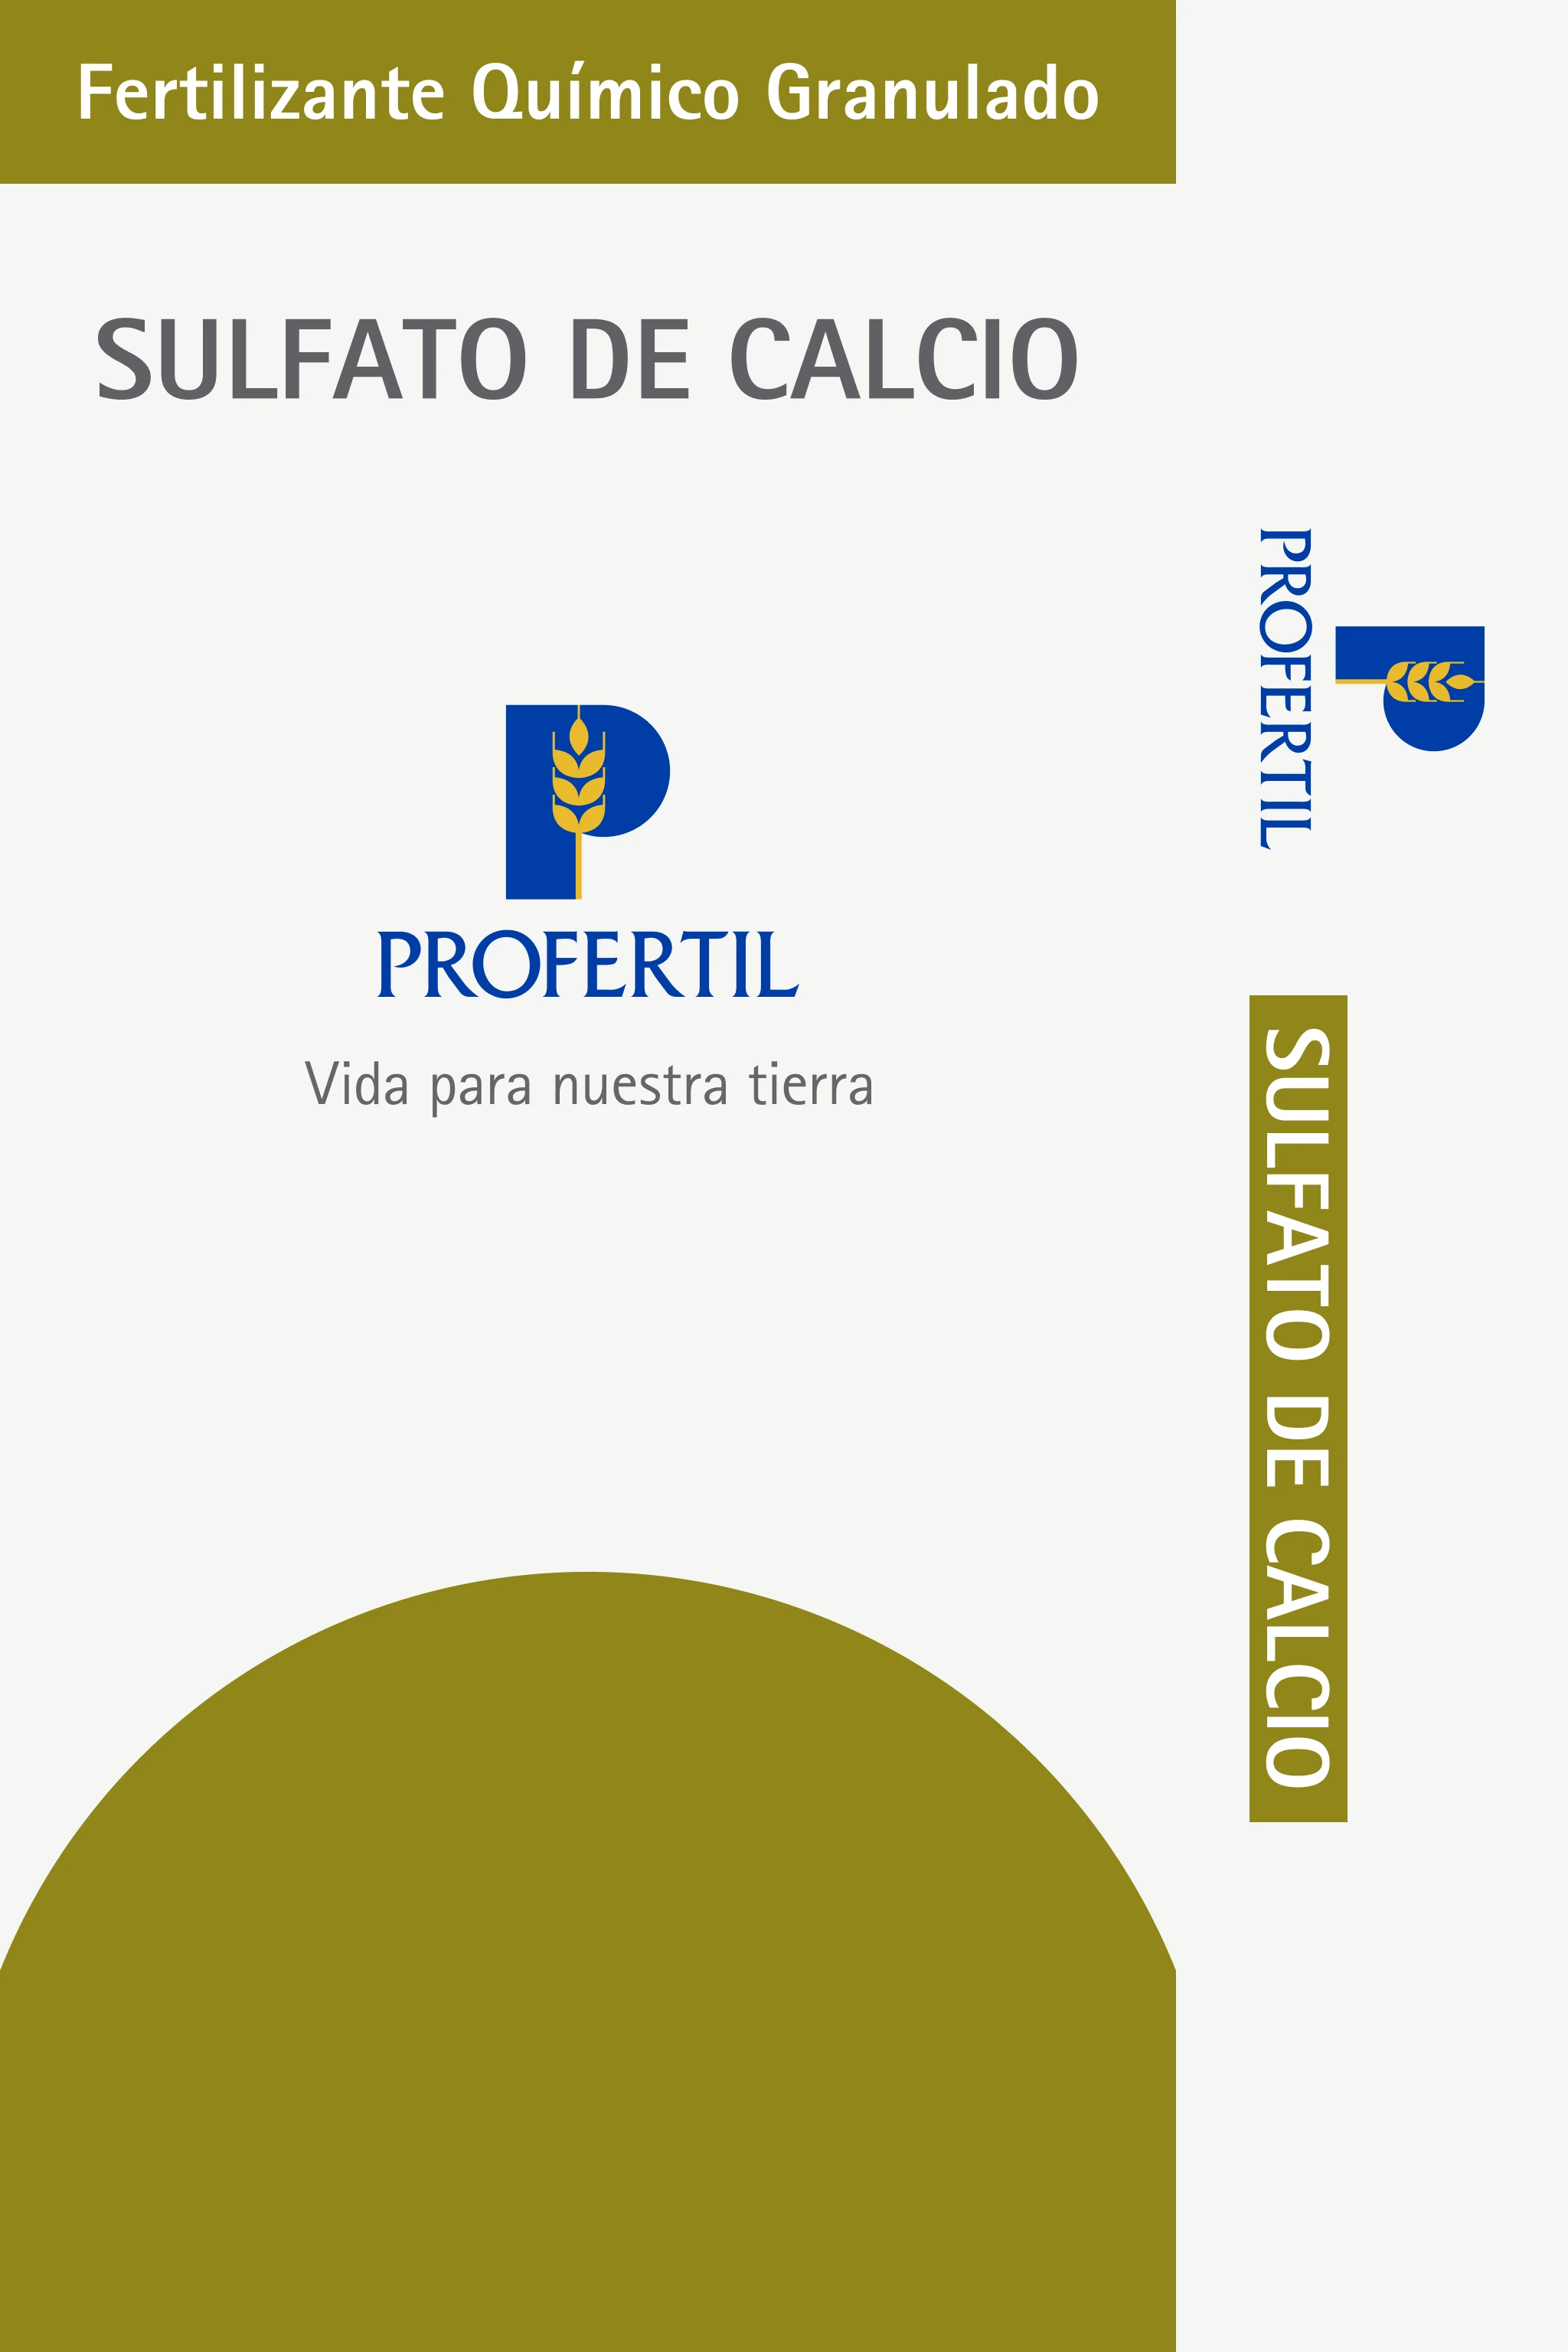 Fertilizante Químico Granulado
SULFATO DE CALCIO
PROFERTIL
Vida para nuestra tierra
PROFERTIL
SULFATO DE CALCIO